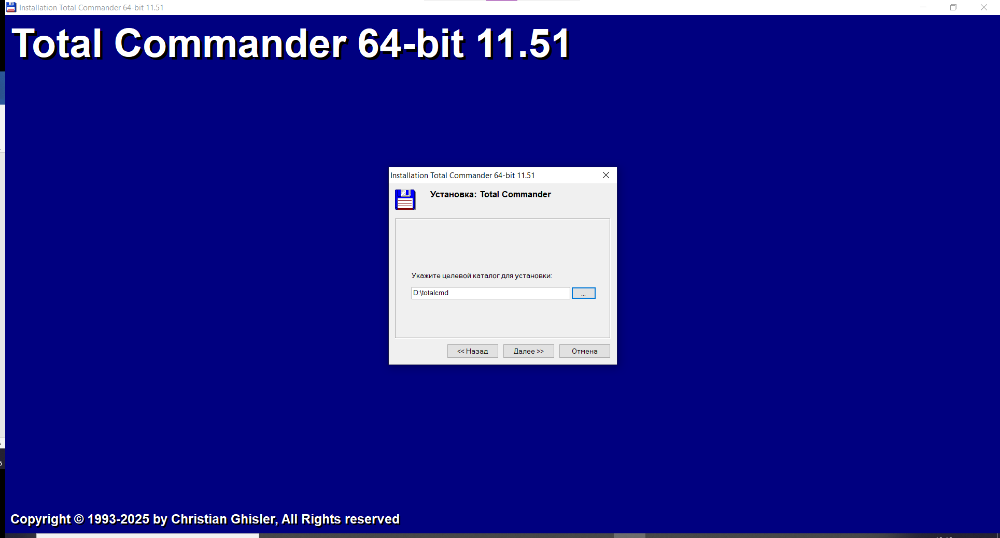 Installation Total Commander 64-bit 11.51
Total Commander 64-bit 11.51
Installation Total Commander 64-bit 11.51
Установка: Total Commander
Укажите целевой каталог для установки:
D:\totalcmd
...
<< Назад
Далее >>
Отмена
Copyright © 1993-2025 by Christian Ghisler, All Rights reserved